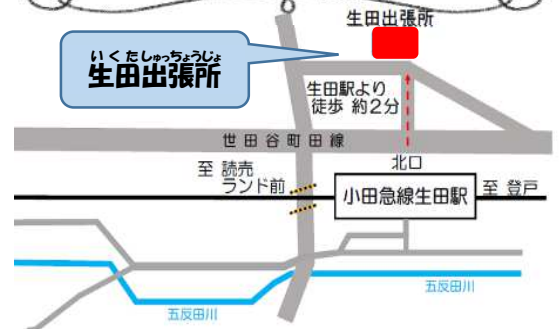 生田出張所
いくたしゅっちょうじょ
生田出張所
生田駅より
徒歩 約2分
世田谷町田線
北口
至 読売
ランド前
小田急線生田駅
至 登戸
五反田川
五反田川